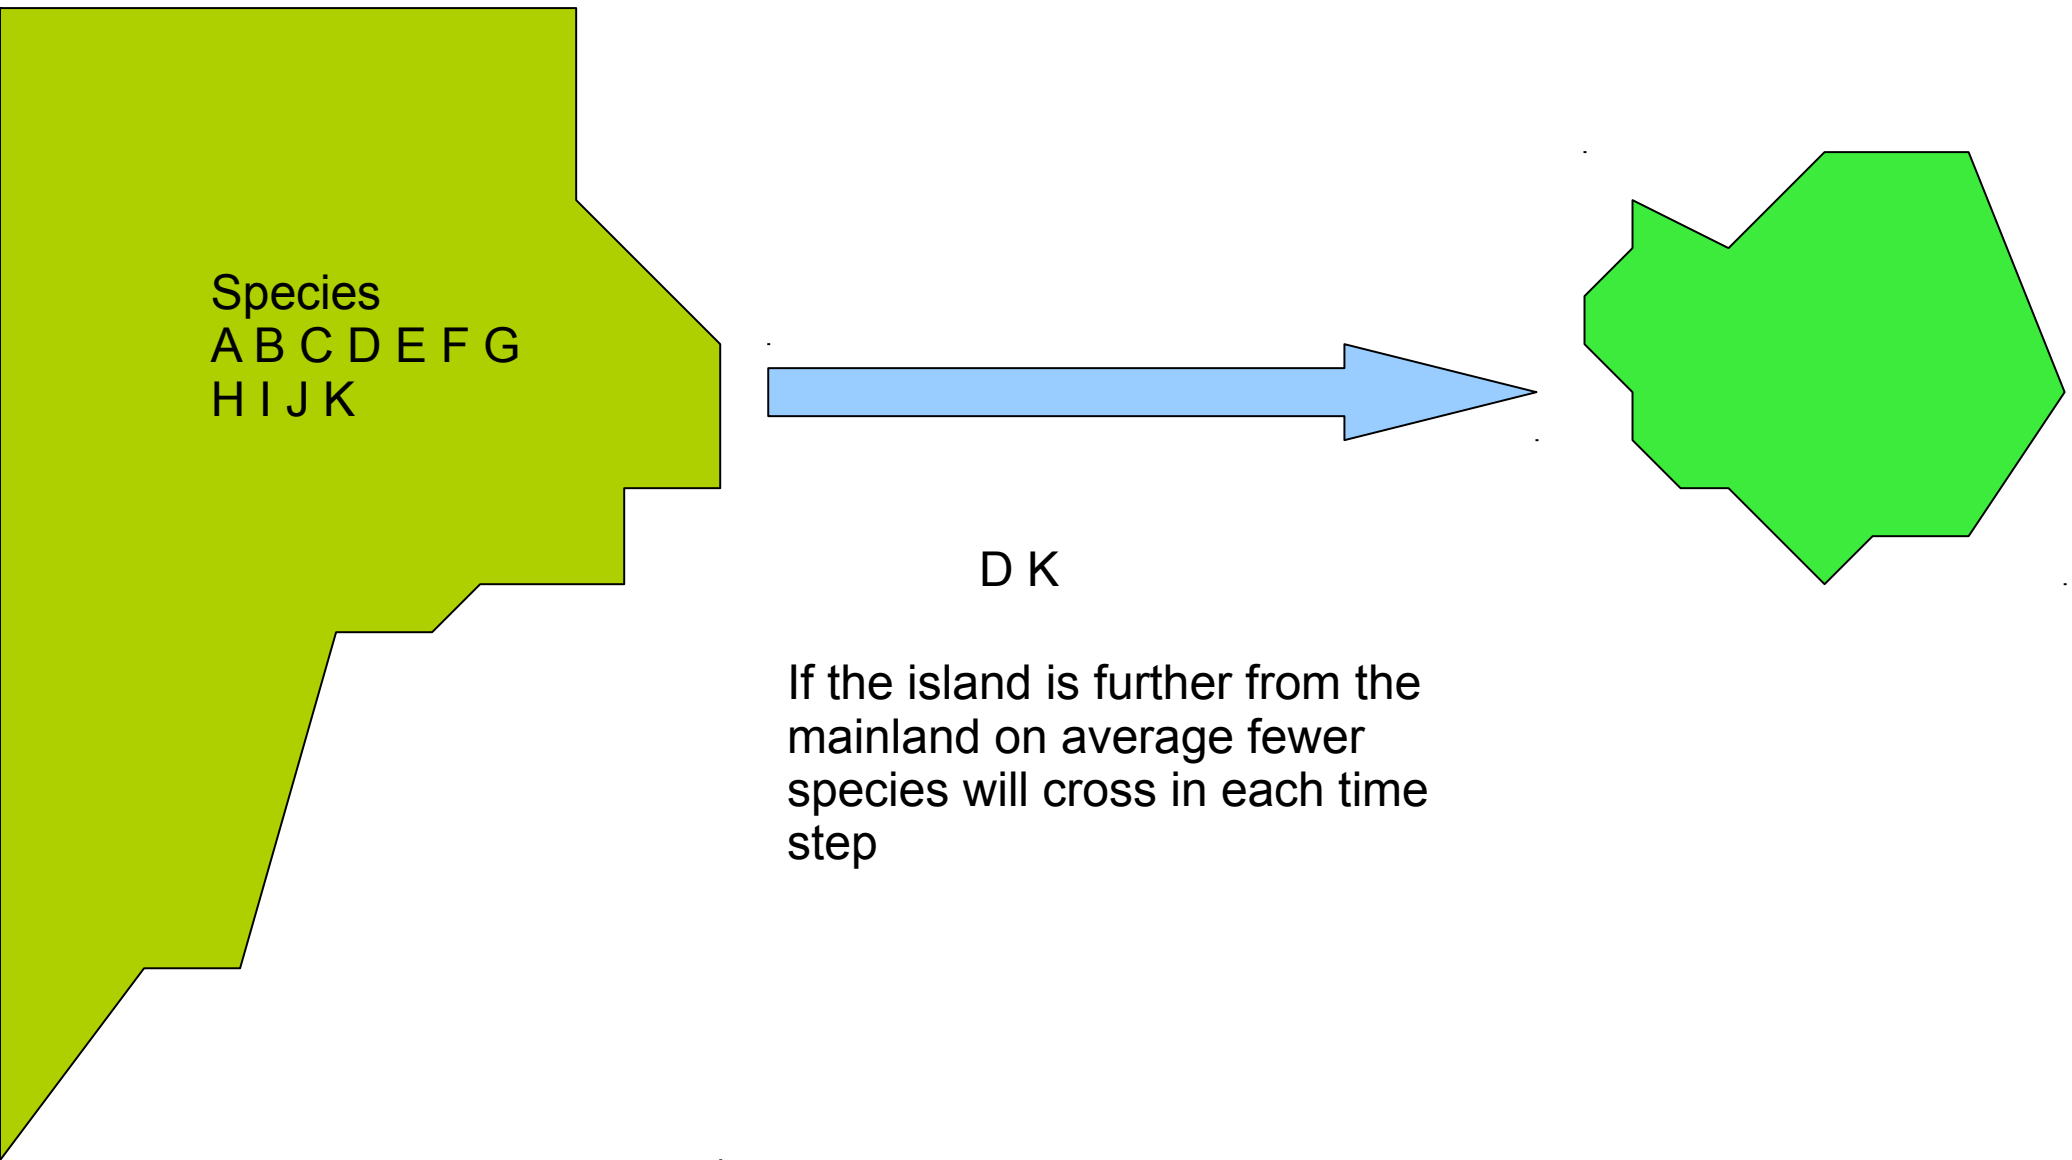 Species
A B C D E F G
H I J K
D K
If the island is further from the
mainland on average fewer
species will cross in each time
step